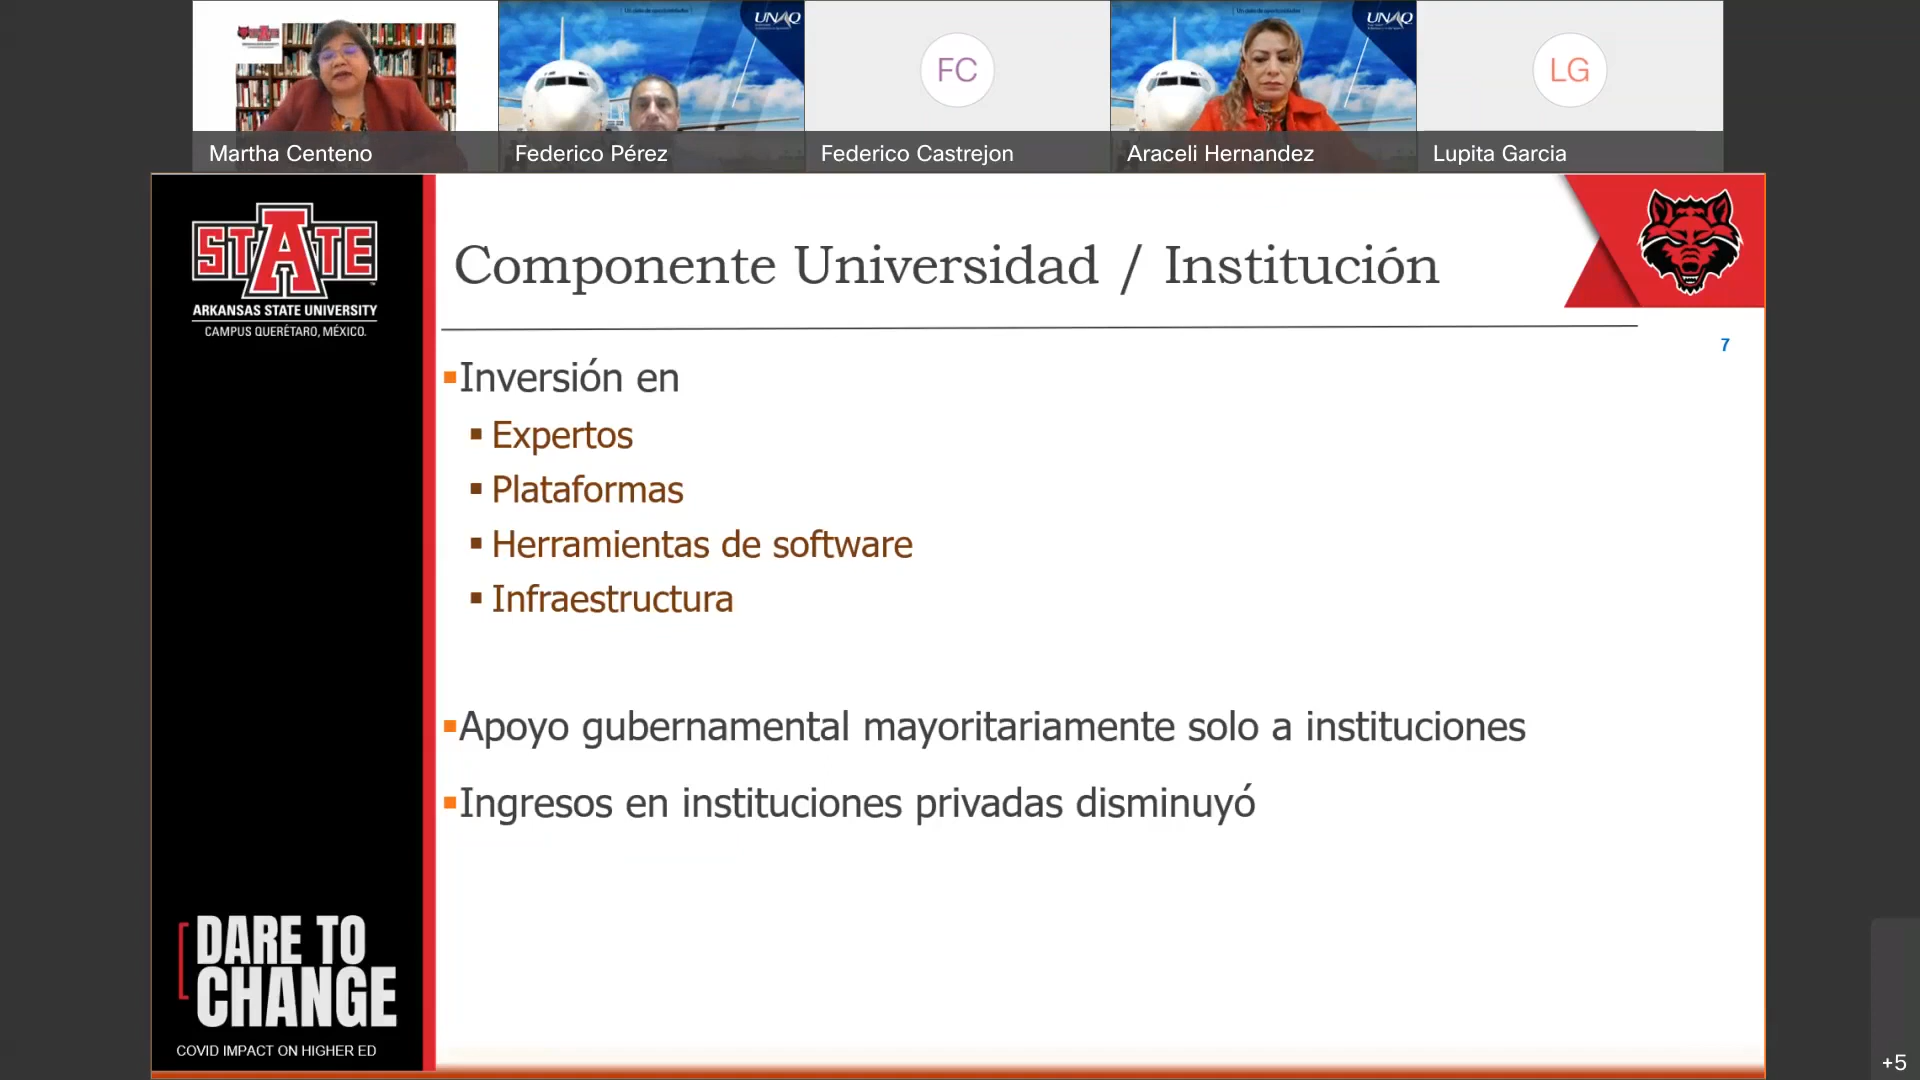 UNAQ
UNAQ
FC
LG
Martha Centeno
Federico Pérez
Federico Castrejon
Araceli Hernandez
Lupita Garcia
STATE
ARKANSAS STATE UNIVERSITY
CAMPUS QUERÉTARO, MÉXICO.
Componente Universidad / Institución
7
Inversión en
Expertos
Plataformas
Herramientas de software
Infraestructura
Apoyo gubernamental mayoritariamente solo a instituciones
Ingresos en instituciones privadas disminuyó
DARE TO
CHANGE
COVID IMPACT ON HIGHER ED
+5